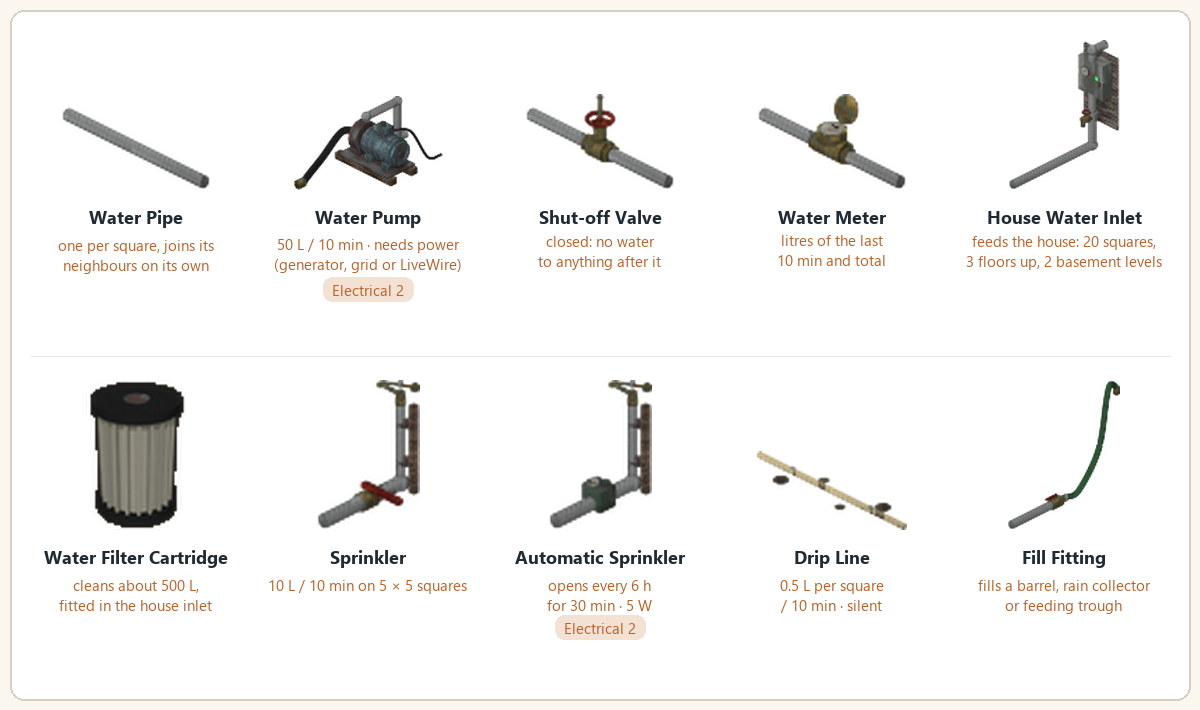 Water Pipe
one per square, joins its
neighbours on its own
Water Pump
50 L / 10 min · needs power
(generator, grid or LiveWire)
Electrical 2
Shut-off Valve
closed: no water
to anything after it
Water Meter
litres of the last
10 min and total
House Water Inlet
feeds the house: 20 squares,
3 floors up, 2 basement levels
Water Filter Cartridge
cleans about 500 L,
fitted in the house inlet
Sprinkler
10 L / 10 min on 5 × 5 squares
Automatic Sprinkler
opens every 6 h
for 30 min · 5 W
Electrical 2
Drip Line
0.5 L per square
/ 10 min · silent
Fill Fitting
fills a barrel, rain collector
or feeding trough